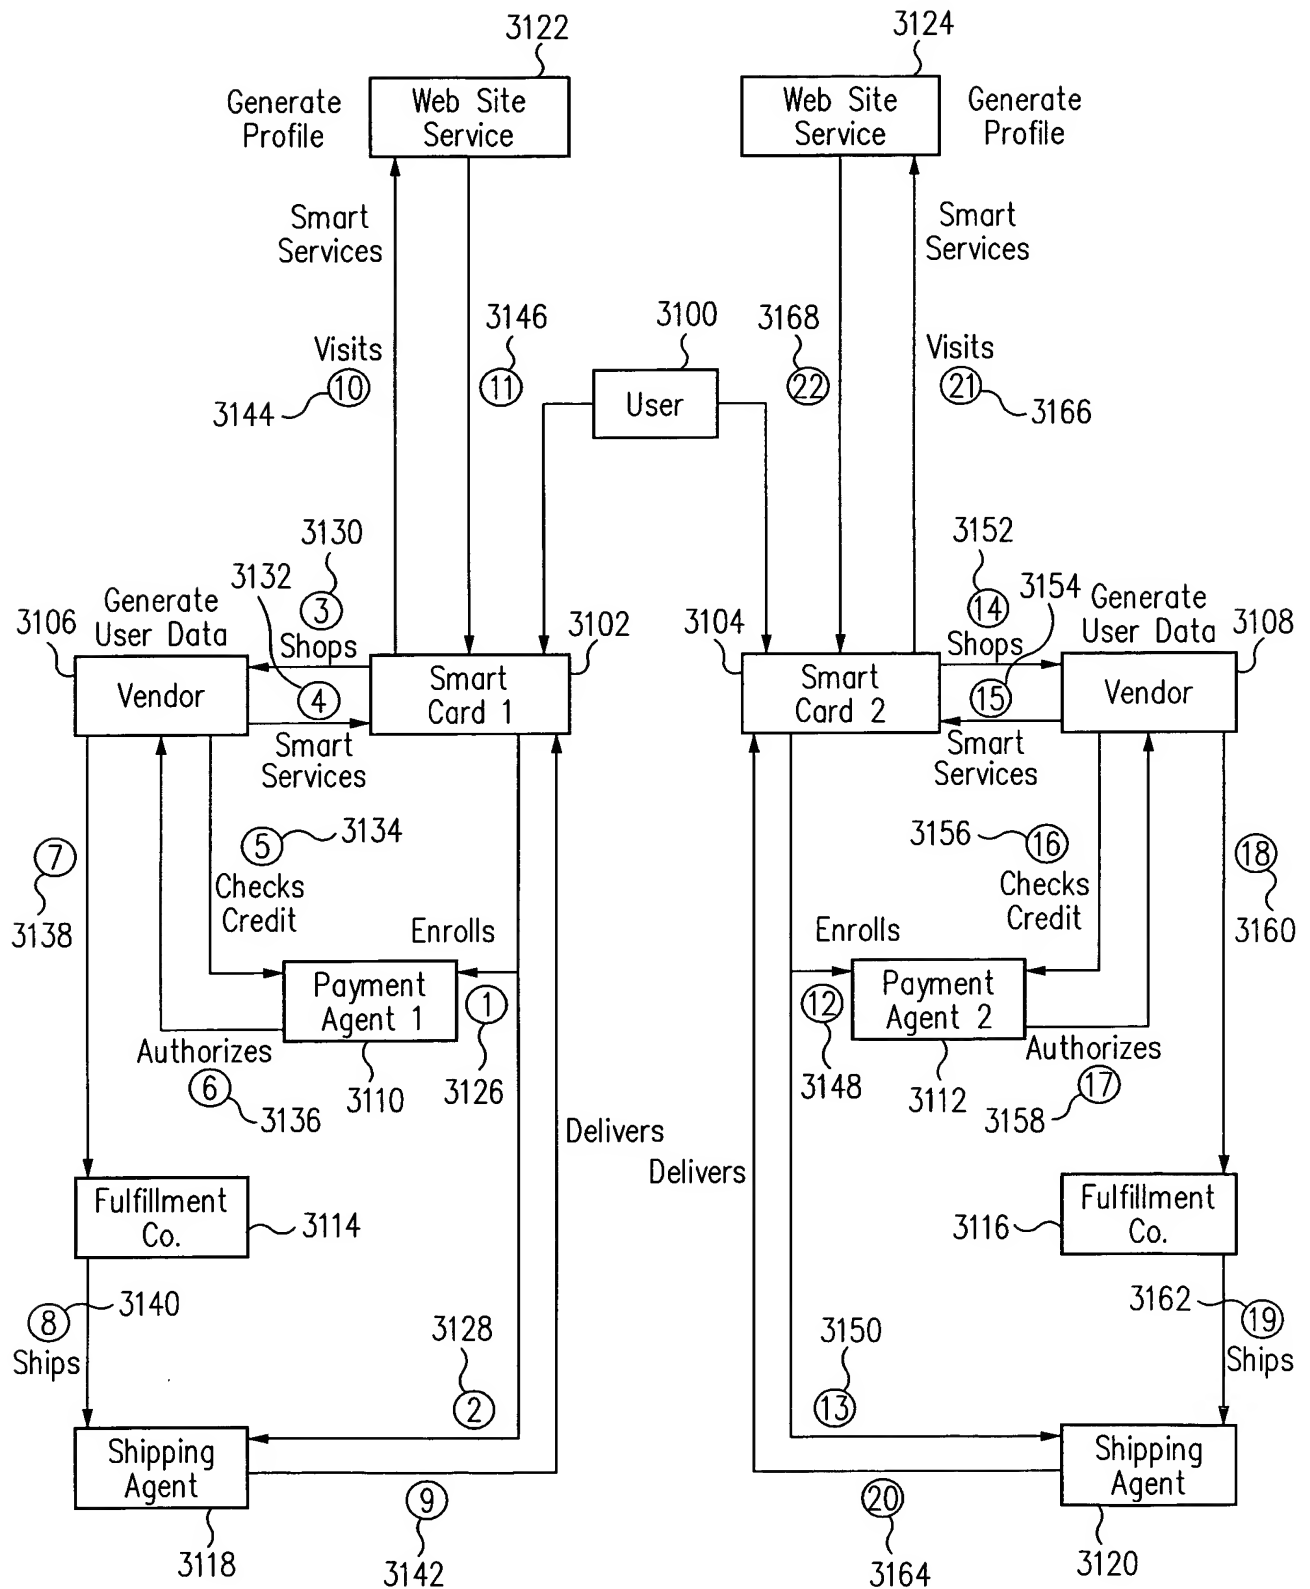 3122
3124
Generate
Profile
Web Site
Service
Web Site
Service
Generate
Profile
Smart
Services
Smart
Services
3146
3100
3168
Visits
10
11
User
22
Visits
21
3144
3166
3130
3152
3132
3
14
3154
3106
Generate
User Data
Shops
3102
3104
Shops
Generate
User Data
3108
Vendor
4
Smart
Card 1
Smart
Card 2
15
Vendor
Smart
Services
Smart
Services
7
5
3134
3156
16
18
Checks
Credit
Checks
Credit
3138
Enrolls
Enrolls
3160
Payment
Agent 1
1
12
Payment
Agent 2
Authorizes
Authorizes
6
3110
3126
3148
3112
17
3136
3158
Delivers
Delivers
Fulfillment
Co.
3114
3116
Fulfillment
Co.
8
3140
3162
19
Ships
3128
3150
Ships
2
13
Shipping
Agent
Shipping
Agent
9
20
3118
3142
3164
3120